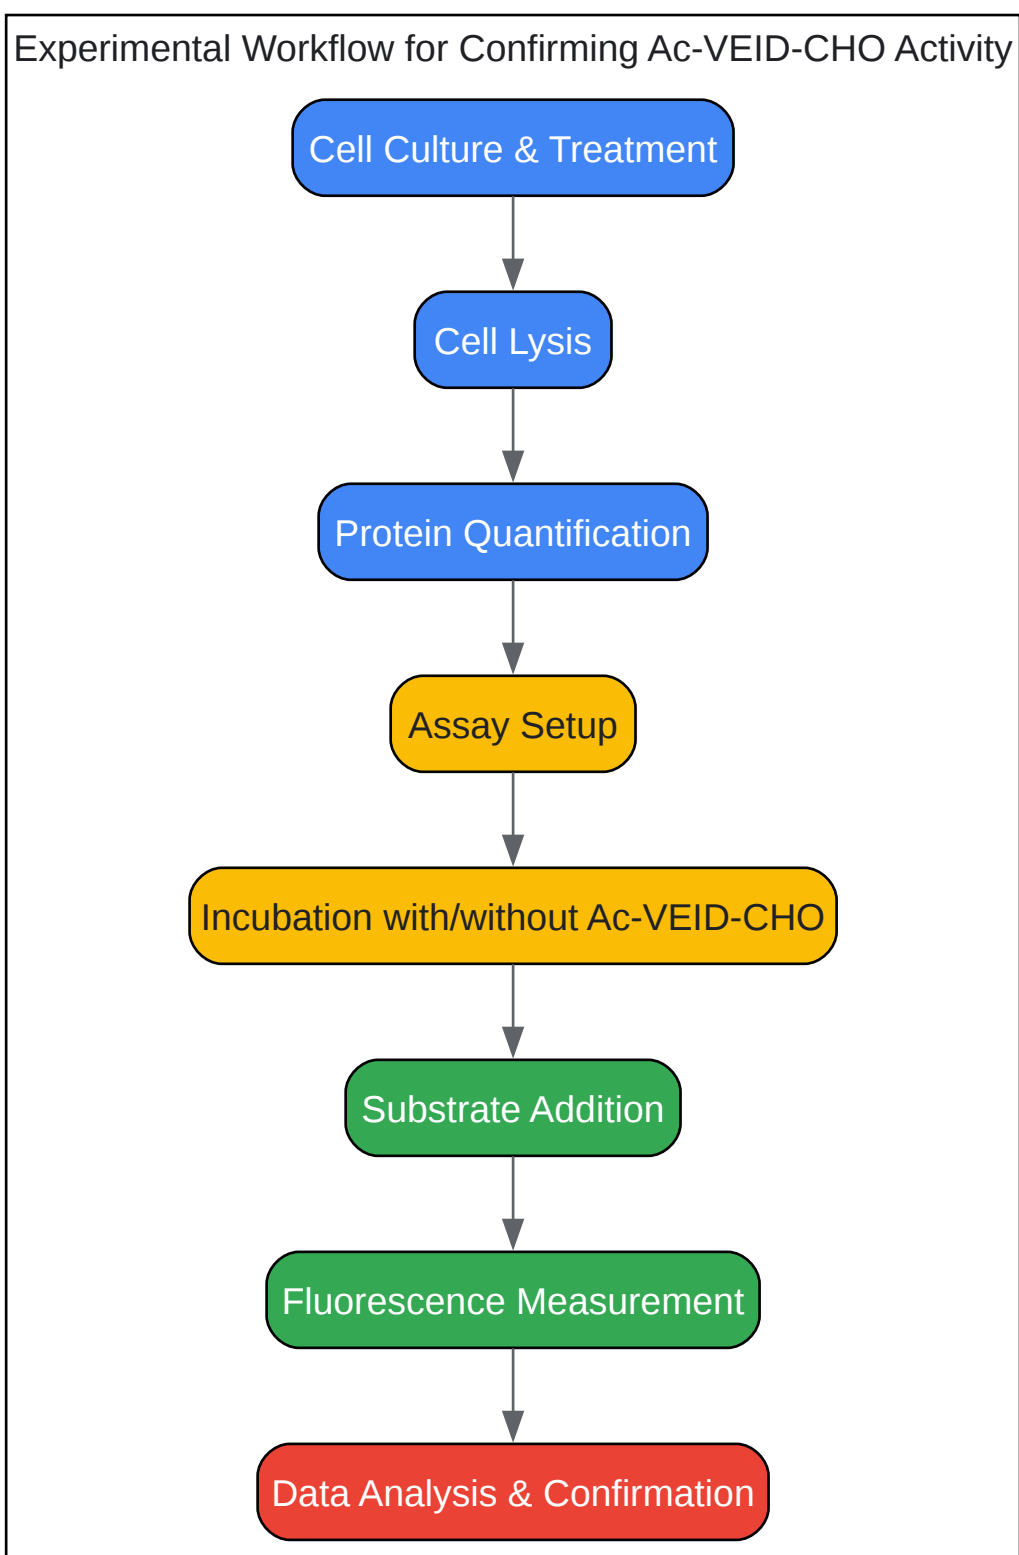 Experimental Workflow for Confirming Ac-VEID-CHO Activity
Cell Culture & Treatment
Cell Lysis
Protein Quantification
Assay Setup
Incubation with/without Ac-VEID-CHO
Substrate Addition
Fluorescence Measurement
Data Analysis & Confirmation